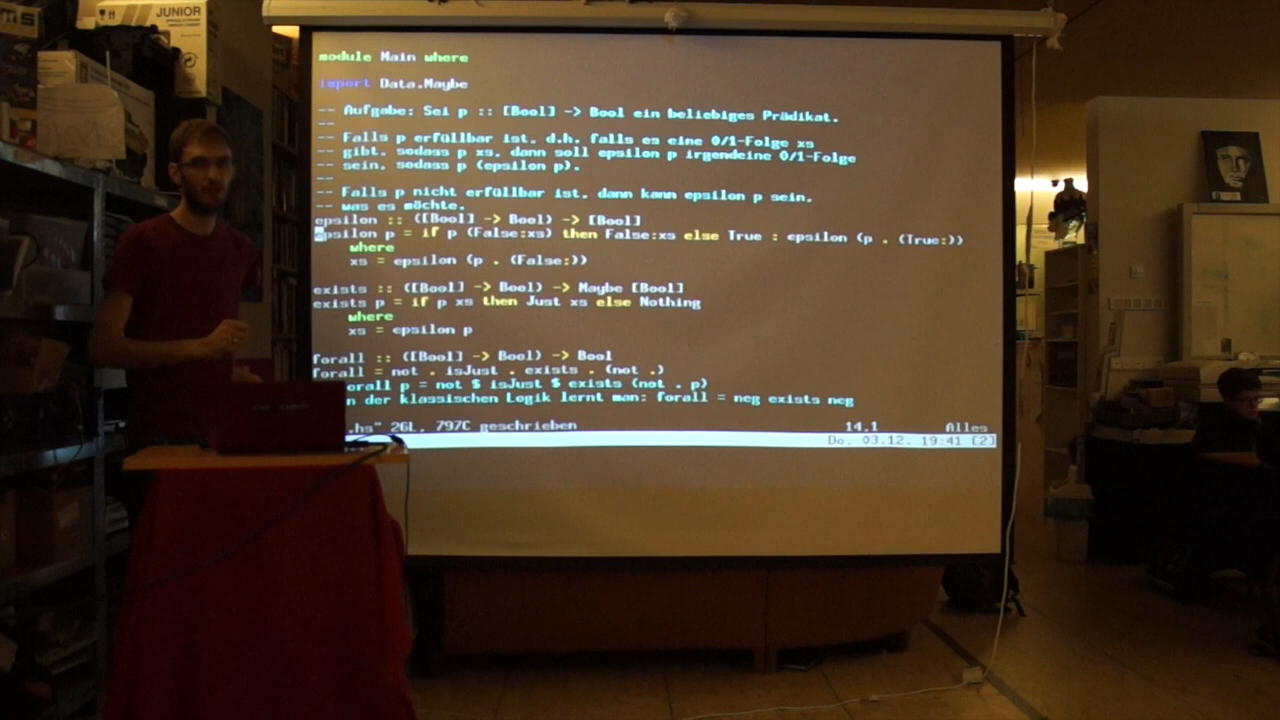 JUNIOR
module Main where
import Data.Maybe
-- Aufgabe: Sei p :: [Bool] -> Bool ein beliebiges Prädikat.
--
-- Falls p erfüllbar ist, d.h. falls es eine 0/1-Folge xs
-- gibt, sodass p xs, dann soll epsilon p irgendeine 0/1-Folge
-- sein, sodass p (epsilon p).
--
-- Falls p nicht erfüllbar ist, dann kann epsilon p sein,
-- was es möchte.
epsilon :: ([Bool] -> Bool) -> [Bool]
epsilon p = if p (False:xs) then False:xs else True : epsilon (p . (True:))
where
xs = epsilon (p . (False:))
exists :: ([Bool] -> Bool) -> Maybe [Bool]
exists p = if p xs then Just xs else Nothing
where
xs = epsilon p
forall :: ([Bool] -> Bool) -> Bool
forall = not . isJust . exists . (not .)
orall p = not $ isJust $ exists (not . p)
n der klassischen Logik lernt man: forall = neg exists neg
.hs" 26L, 797C geschrieben 14,1 Alles
Do. 03.12. 19:41 [2]